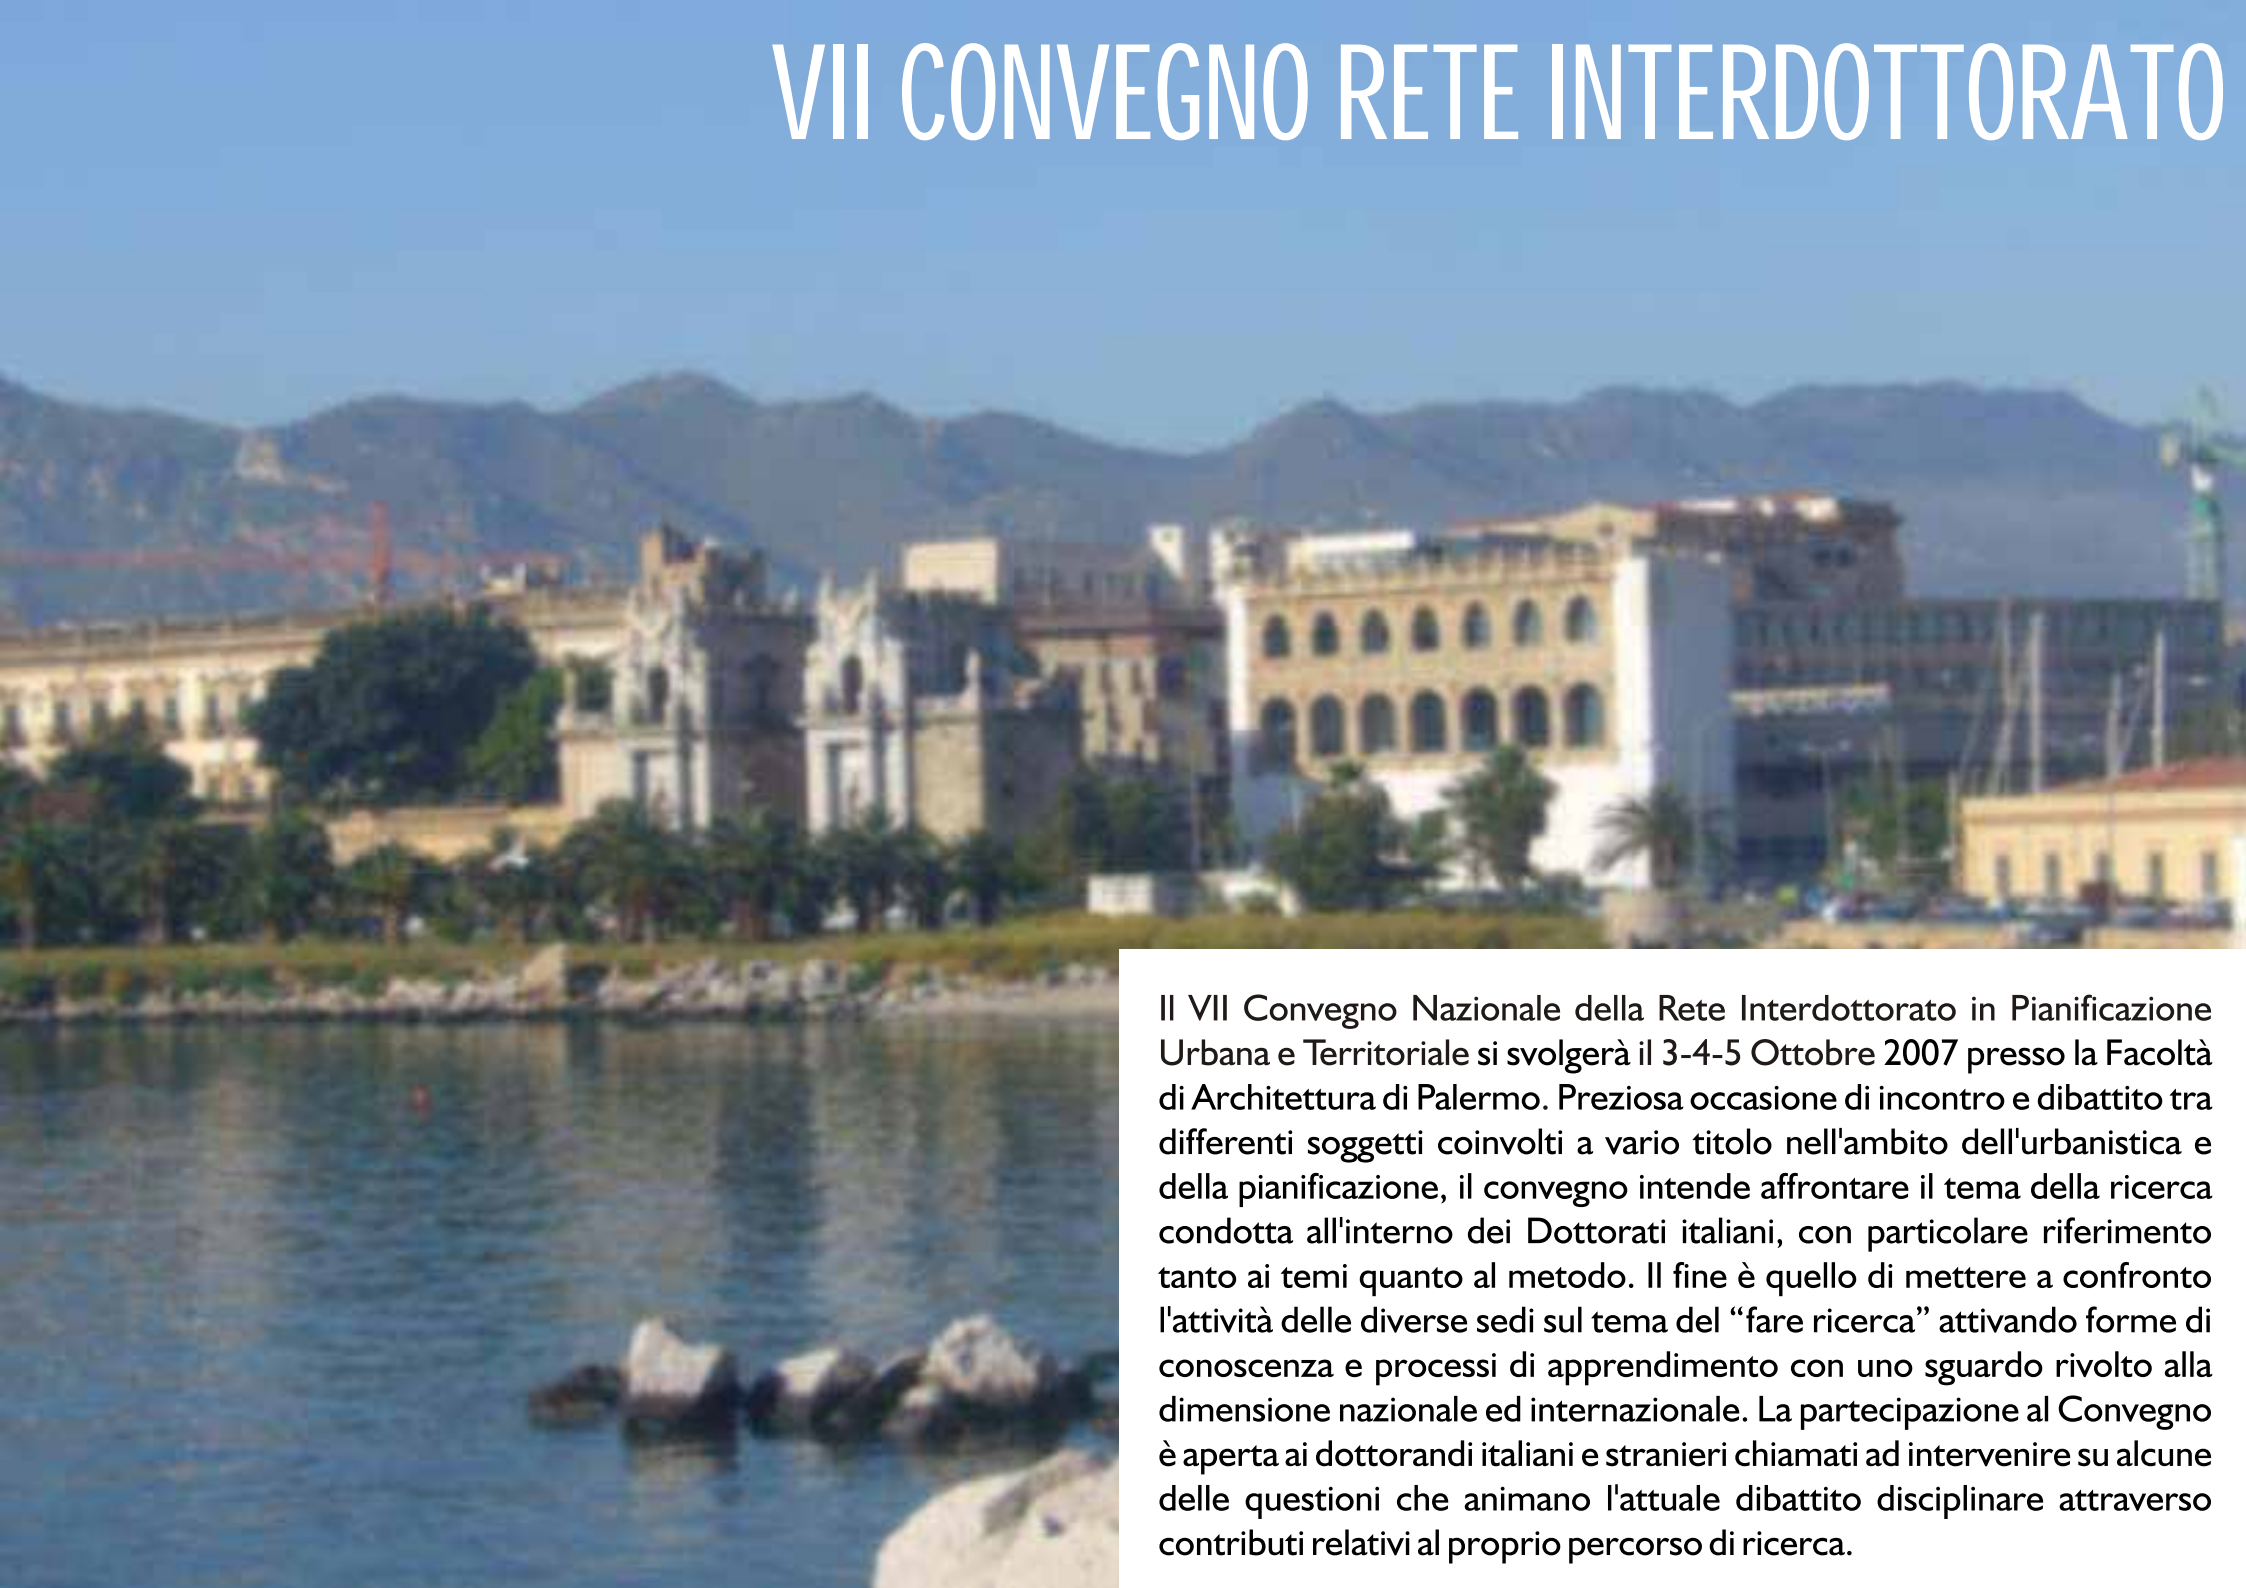 VII CONVEGNO RETE INTERDOTTORATO
Il VII Convegno Nazionale della Rete Interdottorato in Pianificazione
Urbana e Territoriale si svolgerà il 3-4-5 Ottobre 2007 presso la Facoltà
di Architettura di Palermo. Preziosa occasione di incontro e dibattito tra
differenti soggetti coinvolti a vario titolo nell'ambito dell'urbanistica e
della pianificazione, il convegno intende affrontare il tema della ricerca
condotta all'interno dei Dottorati italiani, con particolare riferimento
tanto ai temi quanto al metodo. Il fine è quello di mettere a confronto
l'attività delle diverse sedi sul tema del “fare ricerca” attivando forme di
conoscenza e processi di apprendimento con uno sguardo rivolto alla
dimensione nazionale ed internazionale. La partecipazione al Convegno
è aperta ai dottorandi italiani e stranieri chiamati ad intervenire su alcune
delle questioni che animano l'attuale dibattito disciplinare attraverso
contributi relativi al proprio percorso di ricerca.